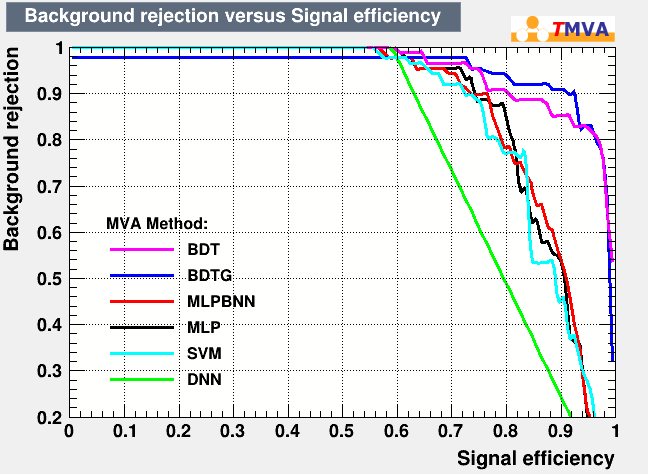 Background rejection versus Signal efficiency
TMVA
Background rejection
1
0.9
0.8
0.7
0.6
0.5
0.4
0.3
0.2
MVA Method:
BDT
BDTG
MLPBNN
MLP
SVM
DNN
0 0.1 0.2 0.3 0.4 0.5 0.6 0.7 0.8 0.9 1
Signal efficiency